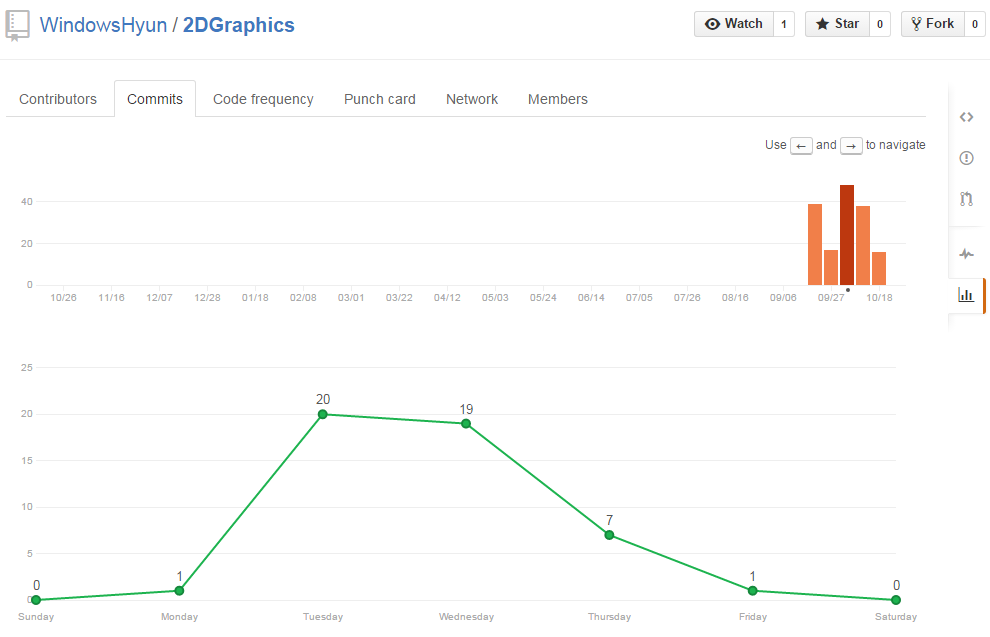 WindowsHyun / 2DGraphics
Watch 1 Star 0 Fork 0
Contributors Commits Code frequency Punch card Network Members
Use ← and → to navigate
40
20
0
10/26 11/16 12/07 12/28 01/18 02/08 03/01 03/22 04/12 05/03 05/24 06/14 07/05 07/26 08/16 09/06 09/27 10/18
25
20
15
10
5
0
0 1 20 19 7 1 0
Sunday Monday Tuesday Wednesday Thursday Friday Saturday